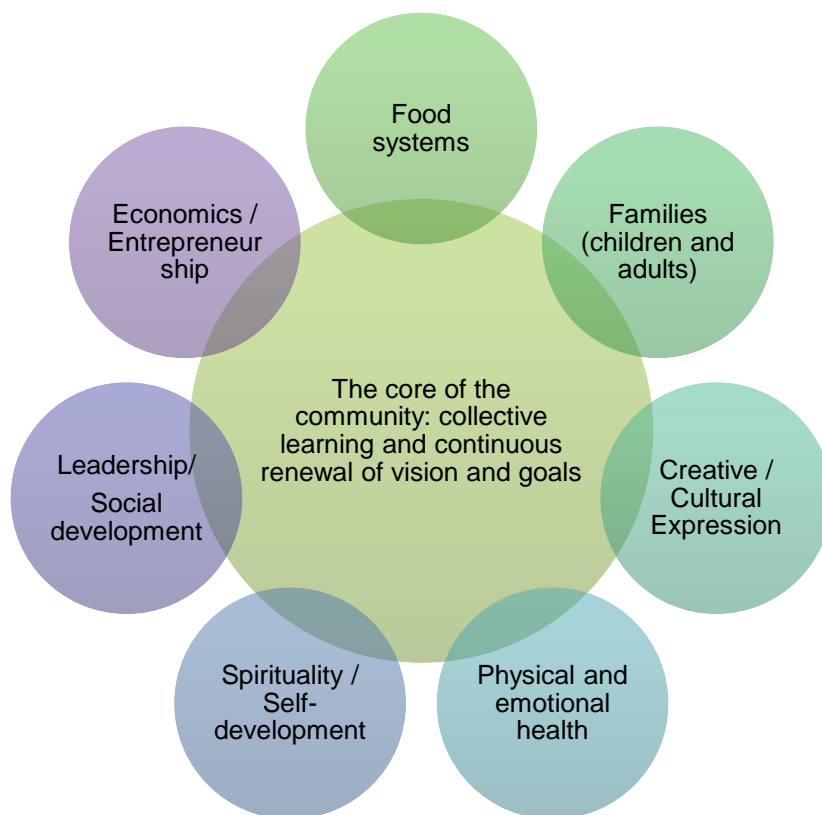 Food
systems
Families
(children and
adults)
Creative /
Cultural
Expression
Physical and
emotional
health
Spirituality /
Self-
development
Leadership/
Social
development
Economics /
Entrepreneur
ship
The core of the
community: collective
learning and continuous
renewal of vision and goals